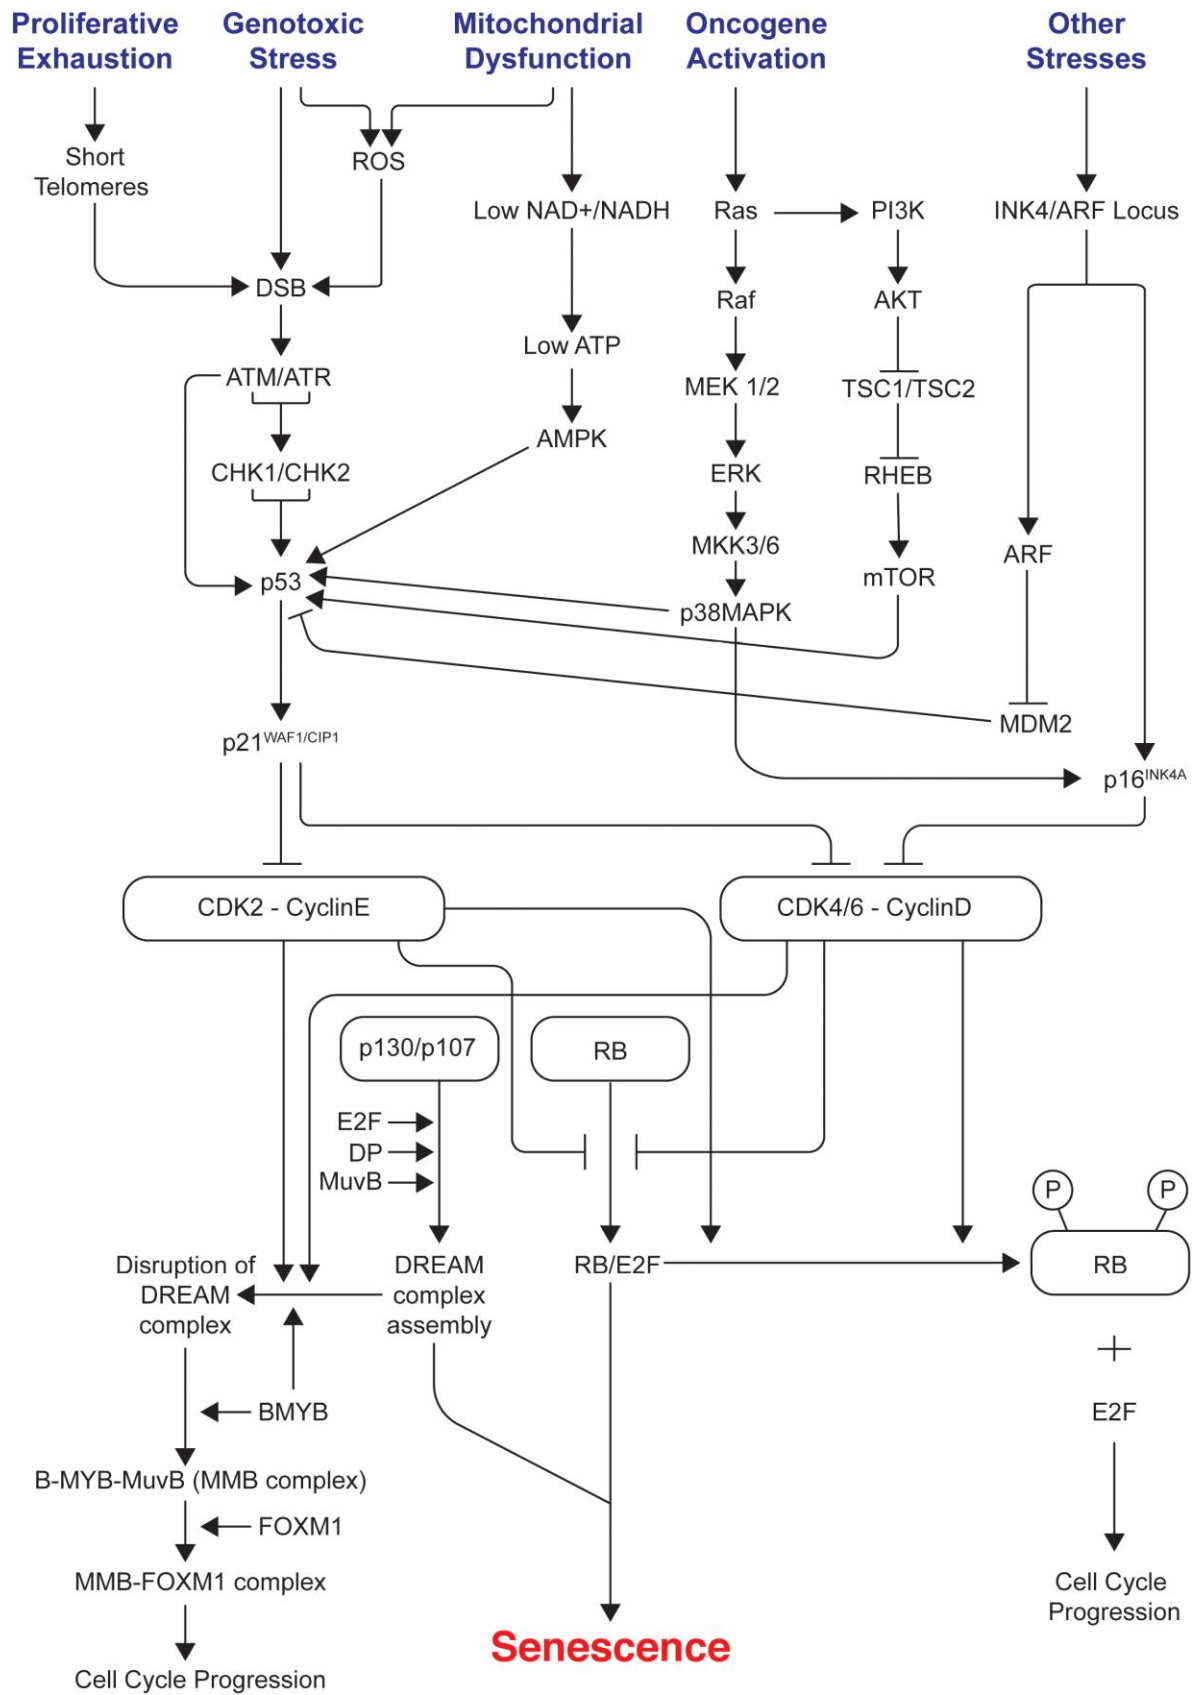 Proliferative
Exhaustion
Genotoxic
Stress
Mitochondrial
Dysfunction
Oncogene
Activation
Other
Stresses
Short
Telomeres
ROS
Low NAD+/NADH
Ras
PI3K
INK4/ARF Locus
DSB
Raf
AKT
Low ATP
ATM/ATR
MEK 1/2
TSC1/TSC2
AMPK
CHK1/CHK2
ERK
RHEB
MKK3/6
ARF
p53
mTOR
p38MAPK
MDM2
p21WAF1/CIP1
p16INK4A
CDK2 - CyclinE
CDK4/6 - CyclinD
p130/p107
RB
E2F
DP
MuvB
P
P
Disruption of
DREAM
complex
DREAM
complex
assembly
RB/E2F
RB
+
BMYB
E2F
B-MYB-MuvB (MMB complex)
FOXM1
MMB-FOXM1 complex
Cell Cycle
Progression
Senescence
Cell Cycle Progression